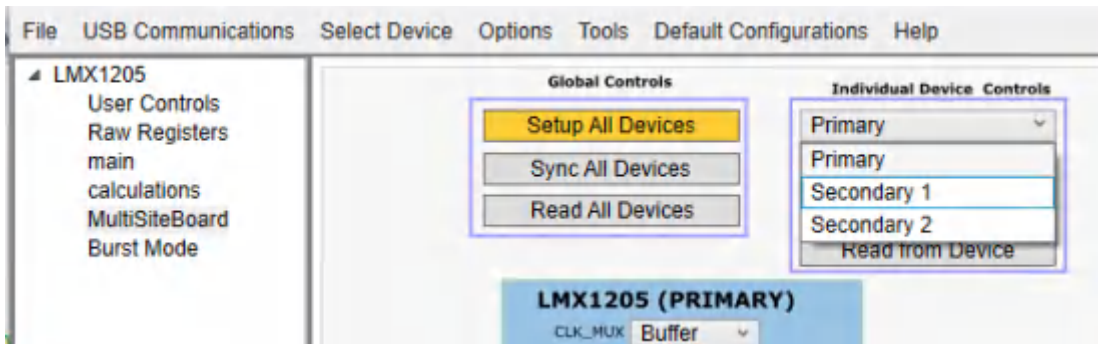 File USB Communications Select Device Options Tools Default Configurations Help
LMX1205
User Controls
Raw Registers
main
calculations
MultiSiteBoard
Burst Mode
Global Controls
Setup All Devices
Sync All Devices
Read All Devices
Individual Device Controls
Primary
Primary
Secondary 1
Secondary 2
Read from Device
LMX1205 (PRIMARY)
CLK_MUX Buffer